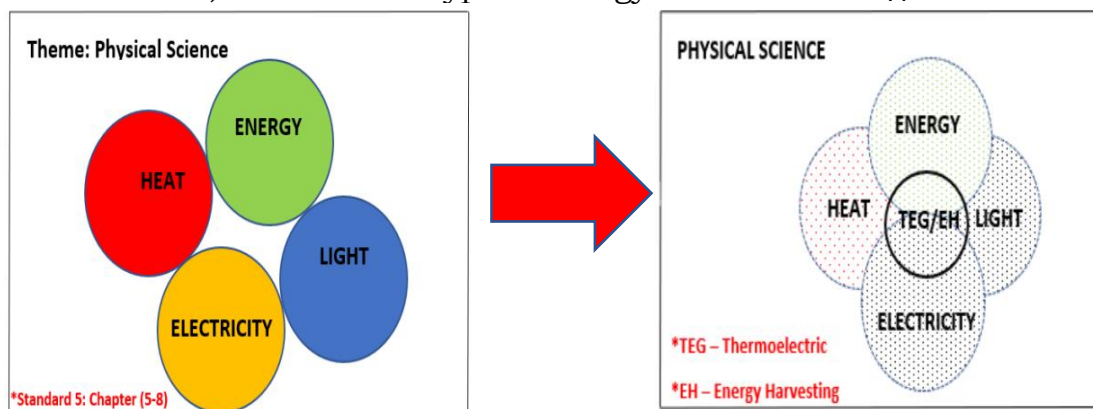 Theme: Physical Science
ENERGY
HEAT
LIGHT
ELECTRICITY
*Standard 5: Chapter (5-8)
PHYSICAL SCIENCE
ENERGY
HEAT
TEG/EH
LIGHT
ELECTRICITY
*TEG – Thermoelectric
*EH – Energy Harvesting